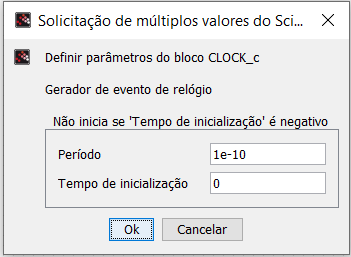 Solicitação de múltiplos valores do Sci...
Definir parâmetros do bloco CLOCK_c
Gerador de evento de relógio
Não inicia se 'Tempo de inicialização' é negativo
Período 1e-10
Tempo de inicialização 0
Ok Cancelar